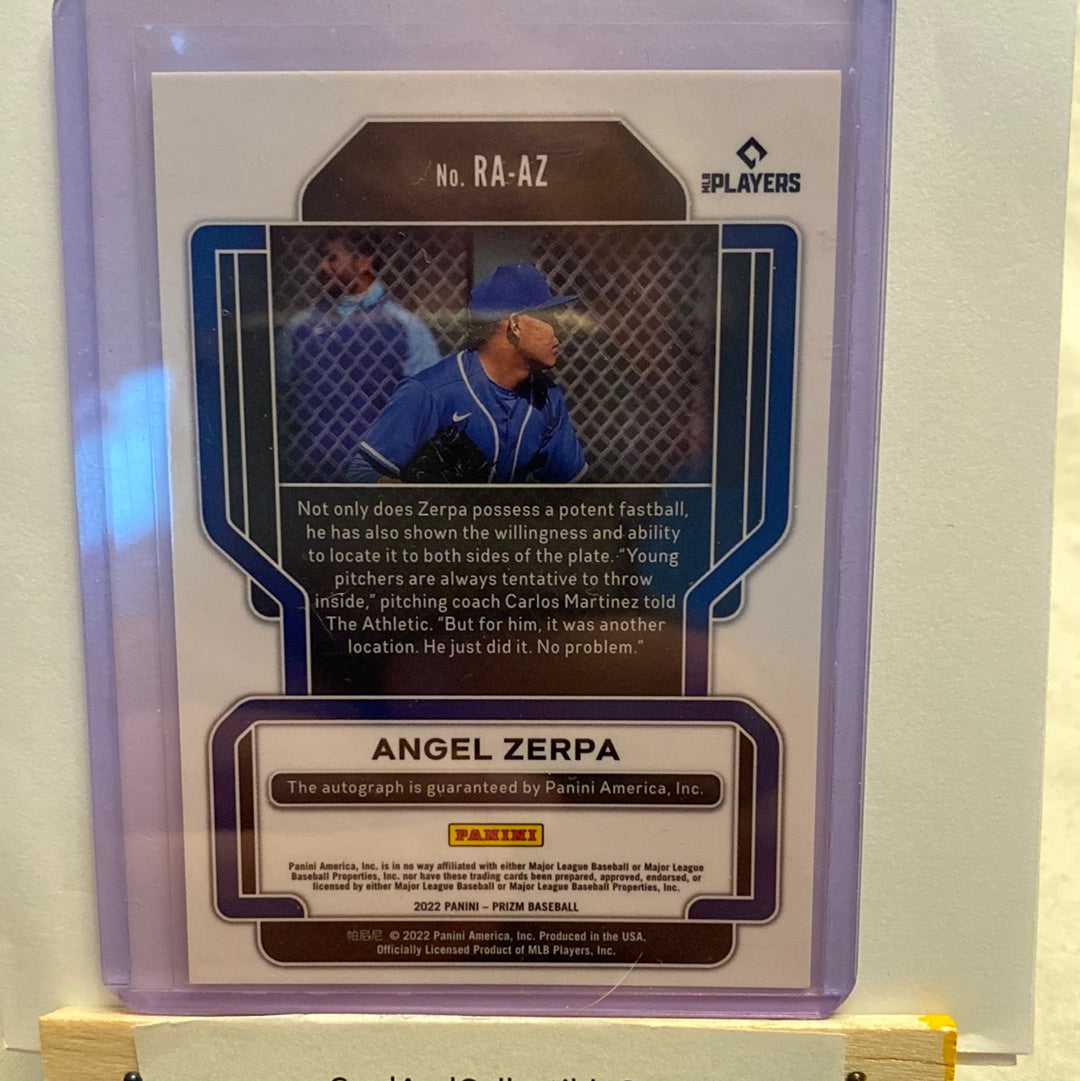 No. RA-AZ
MLB PLAYERS
Not only does Zerpa possess a potent fastball,
he has also shown the willingness and ability
to locate it to both sides of the plate. “Young
pitchers are always tentative to throw
inside,” pitching coach Carlos Martinez told
The Athletic. “But for him, it was another
location. He just did it. No problem.”
ANGEL ZERPA
The autograph is guaranteed by Panini America, Inc.
PANINI
Panini America, Inc. is in no way affiliated with either Major League Baseball or Major League
Baseball Properties, Inc. nor have these trading cards been prepared, approved, endorsed, or
licensed by either Major League Baseball or Major League Baseball Properties, Inc.
2022 PANINI – PRIZM BASEBALL
帕尼尼 © 2022 Panini America, Inc. Produced in the USA.
Officially Licensed Product of MLB Players, Inc.